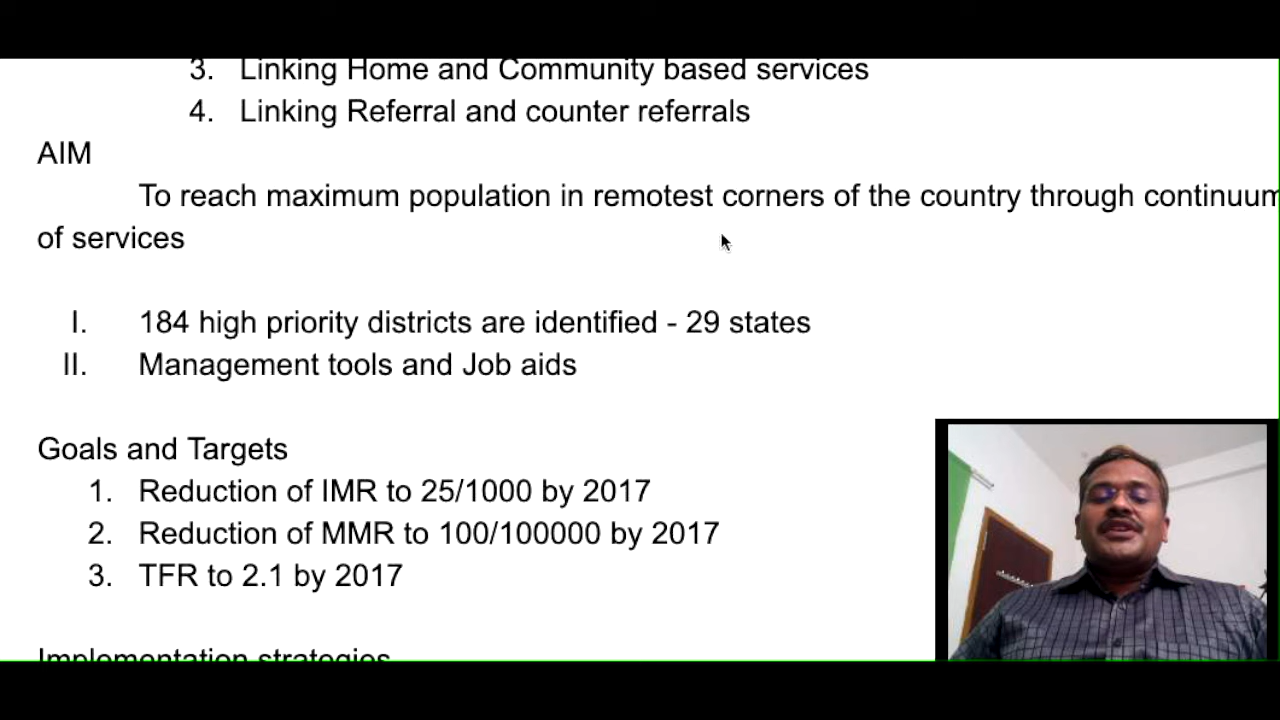 3. Linking Home and Community based services
4. Linking Referral and counter referrals
AIM
To reach maximum population in remotest corners of the country through continuum
of services
I. 184 high priority districts are identified - 29 states
II. Management tools and Job aids
Goals and Targets
1. Reduction of IMR to 25/1000 by 2017
2. Reduction of MMR to 100/100000 by 2017
3. TFR to 2.1 by 2017
Implementation strategies